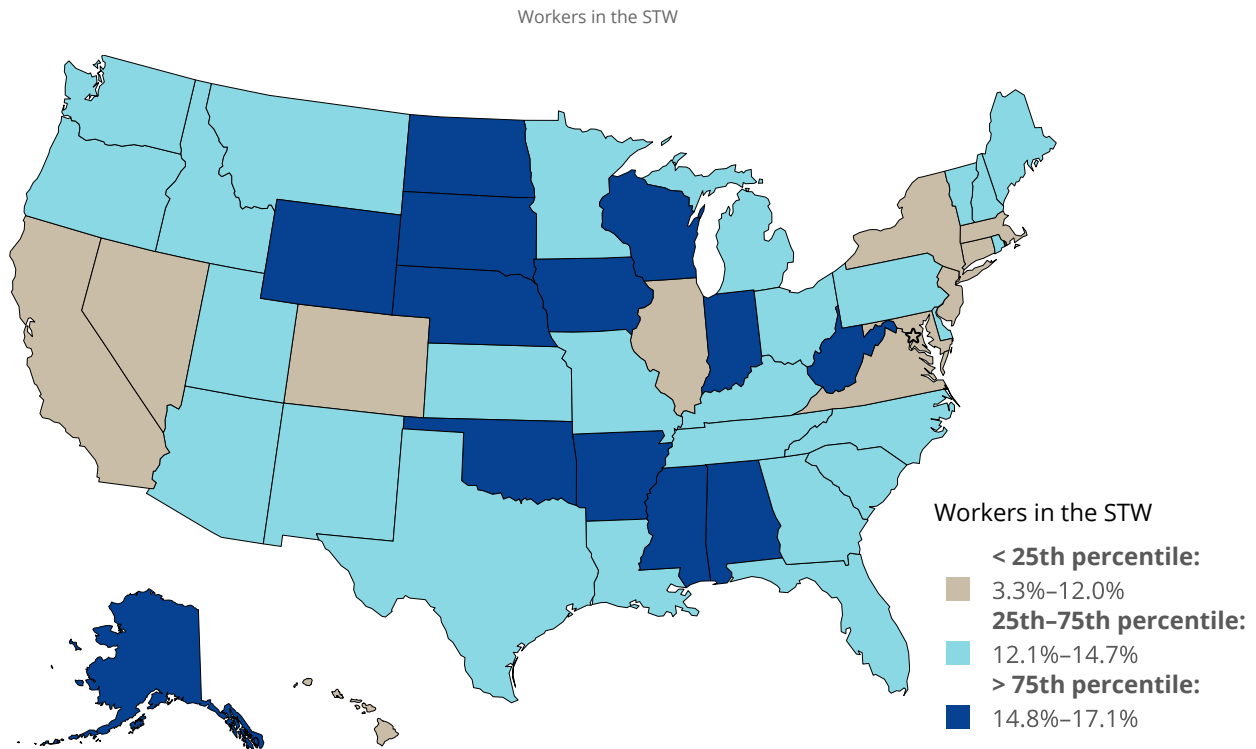 Workers in the STW
Workers in the STW
< 25th percentile:
3.3%–12.0%
25th–75th percentile:
12.1%–14.7%
> 75th percentile:
14.8%–17.1%